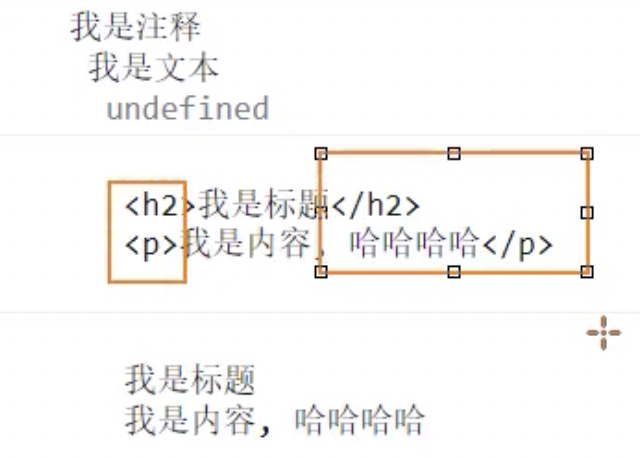 我是注释
我是文本
undefined
<h2>我是标题</h2>
<p>我是内容, 哈哈哈哈</p>
我是标题
我是内容, 哈哈哈哈